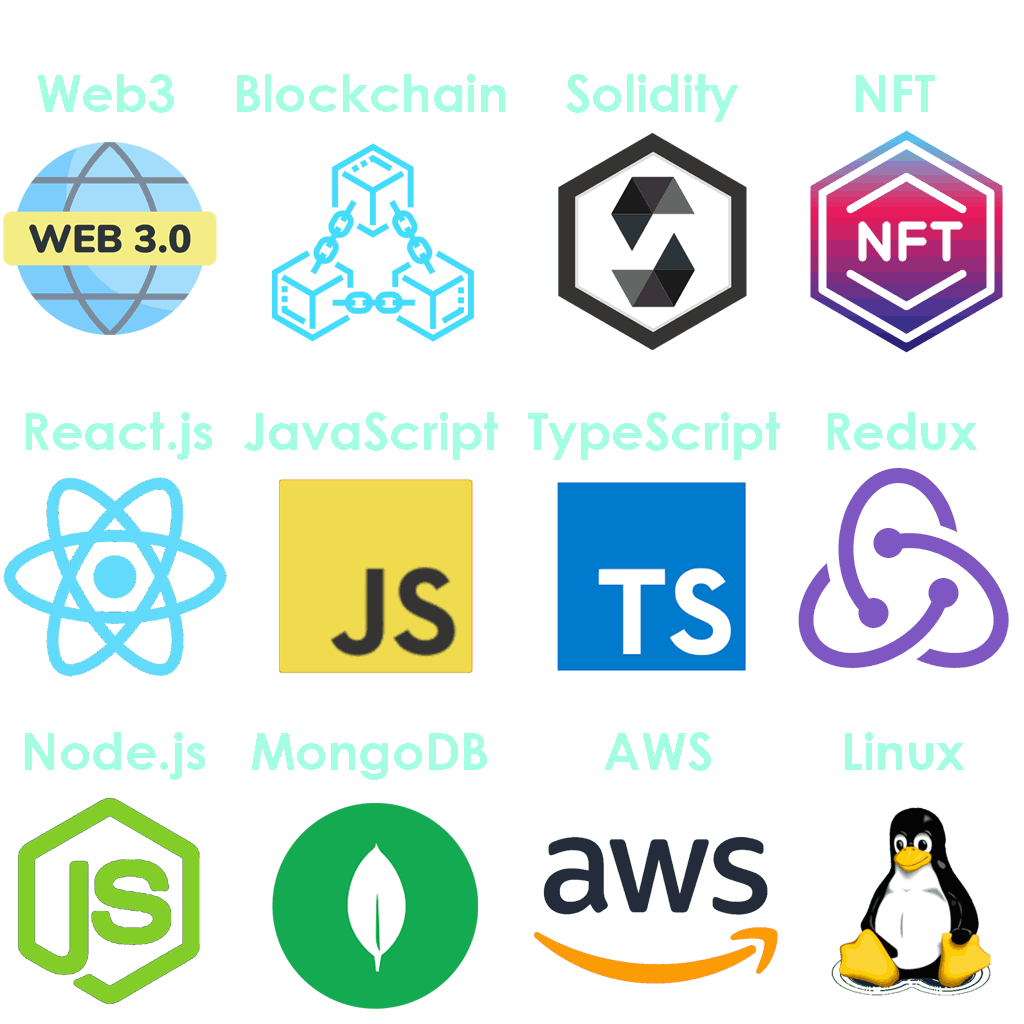 Web3 Blockchain Solidity NFT
WEB 3.0
NFT
React.js JavaScript TypeScript Redux
JS TS
Node.js MongoDB AWS Linux
JS
aws